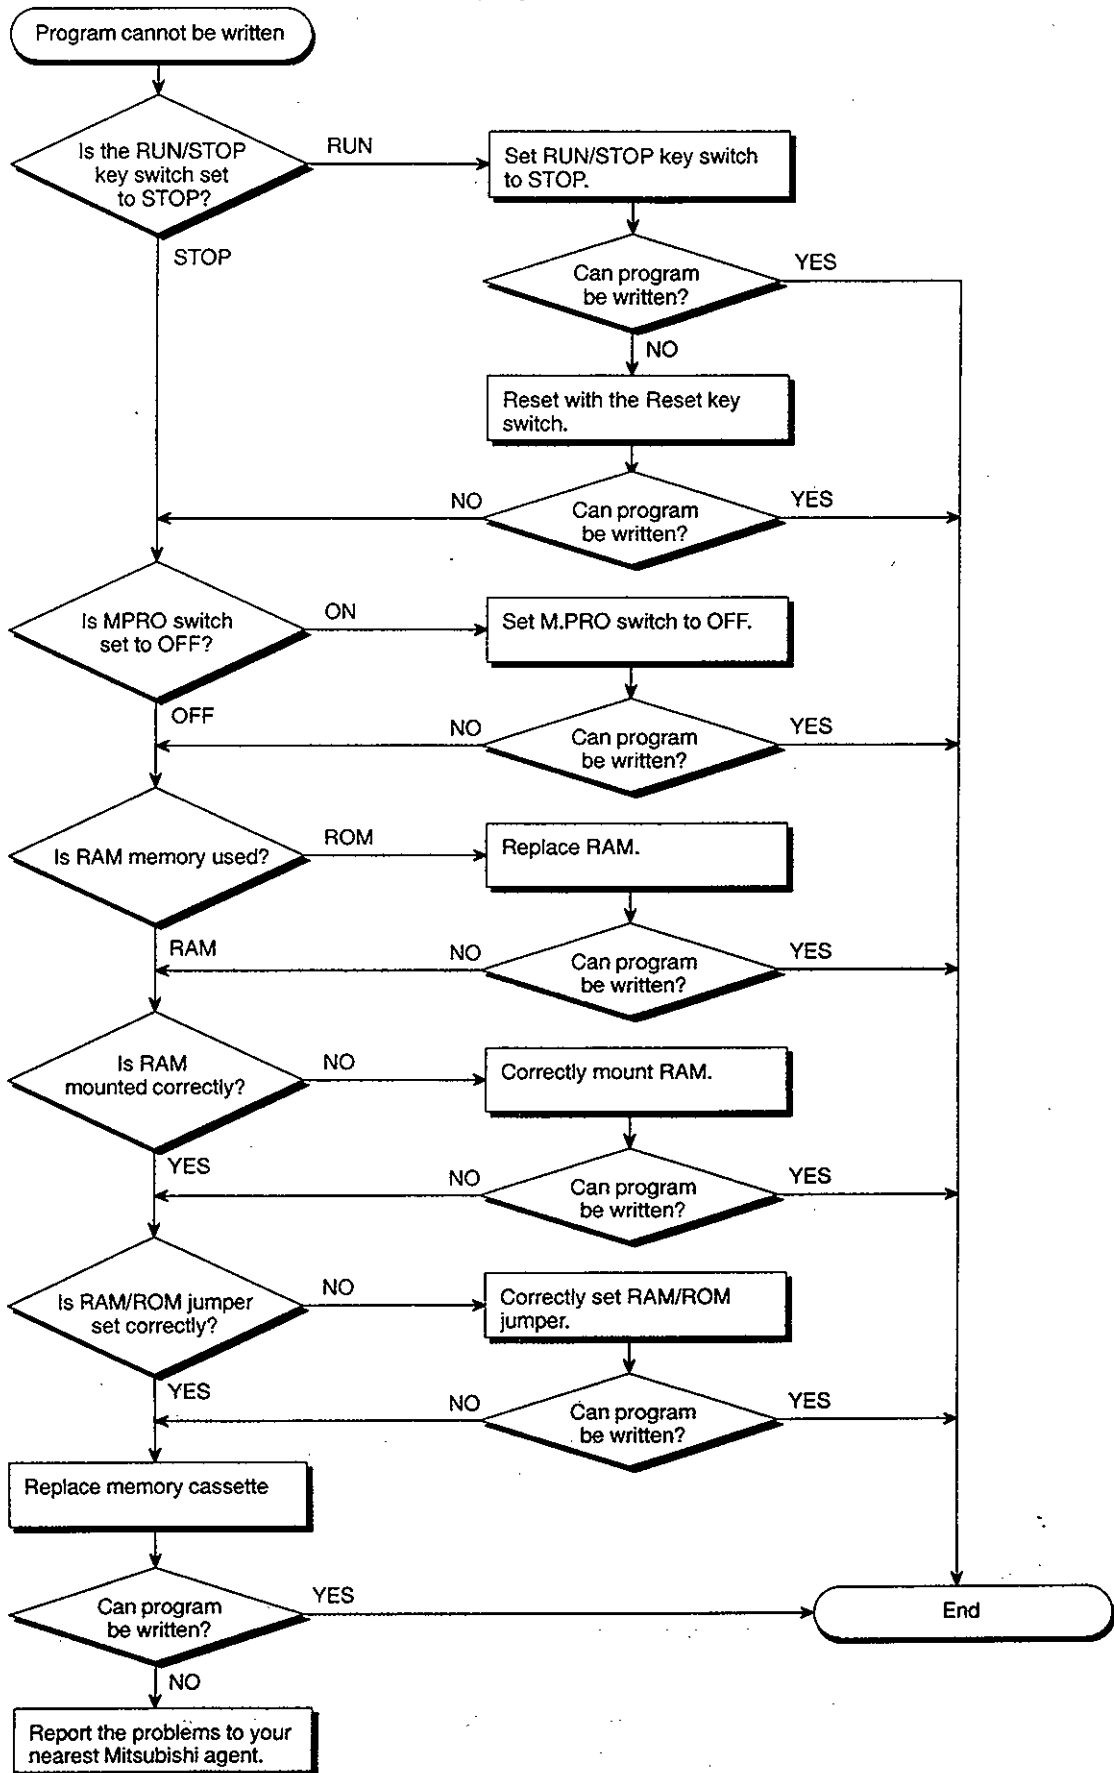 Program cannot be written
Is the RUN/STOP
key switch set
to STOP?
RUN
Set RUN/STOP key switch
to STOP.
STOP
Can program
be written?
YES
NO
Reset with the Reset key
switch.
NO
Can program
be written?
YES
Is MPRO switch
set to OFF?
ON
Set M.PRO switch to OFF.
OFF
NO
Can program
be written?
YES
Is RAM memory used?
ROM
Replace RAM.
RAM
NO
Can program
be written?
YES
Is RAM
mounted correctly?
NO
Correctly mount RAM.
YES
NO
Can program
be written?
YES
Is RAM/ROM jumper
set correctly?
NO
Correctly set RAM/ROM
jumper.
YES
NO
Can program
be written?
YES
Replace memory cassette
Can program
be written?
YES
End
NO
Report the problems to your
nearest Mitsubishi agent.